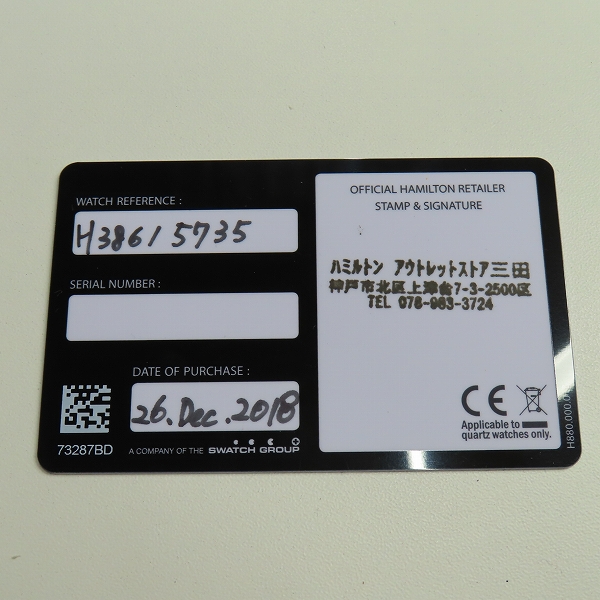 WATCH REFERENCE :
H38615735
SERIAL NUMBER :
DATE OF PURCHASE :
26. Dec. 2018
73287BD
A COMPANY OF THE SWATCH GROUP
OFFICIAL HAMILTON RETAILER
STAMP & SIGNATURE
ハミルトン アウトレットストア三田
神戸市北区上津台7-3-2500区
TEL 078-983-3724
CE
Applicable to
quartz watches only.
H880.000.0